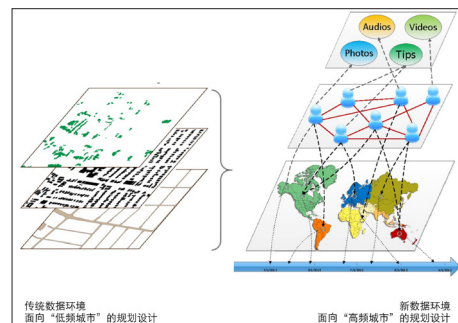 Audios
Videos
Photos
Tips
传统数据环境
面向“低频城市”的规划设计
新数据环境
面向“高频城市”的规划设计